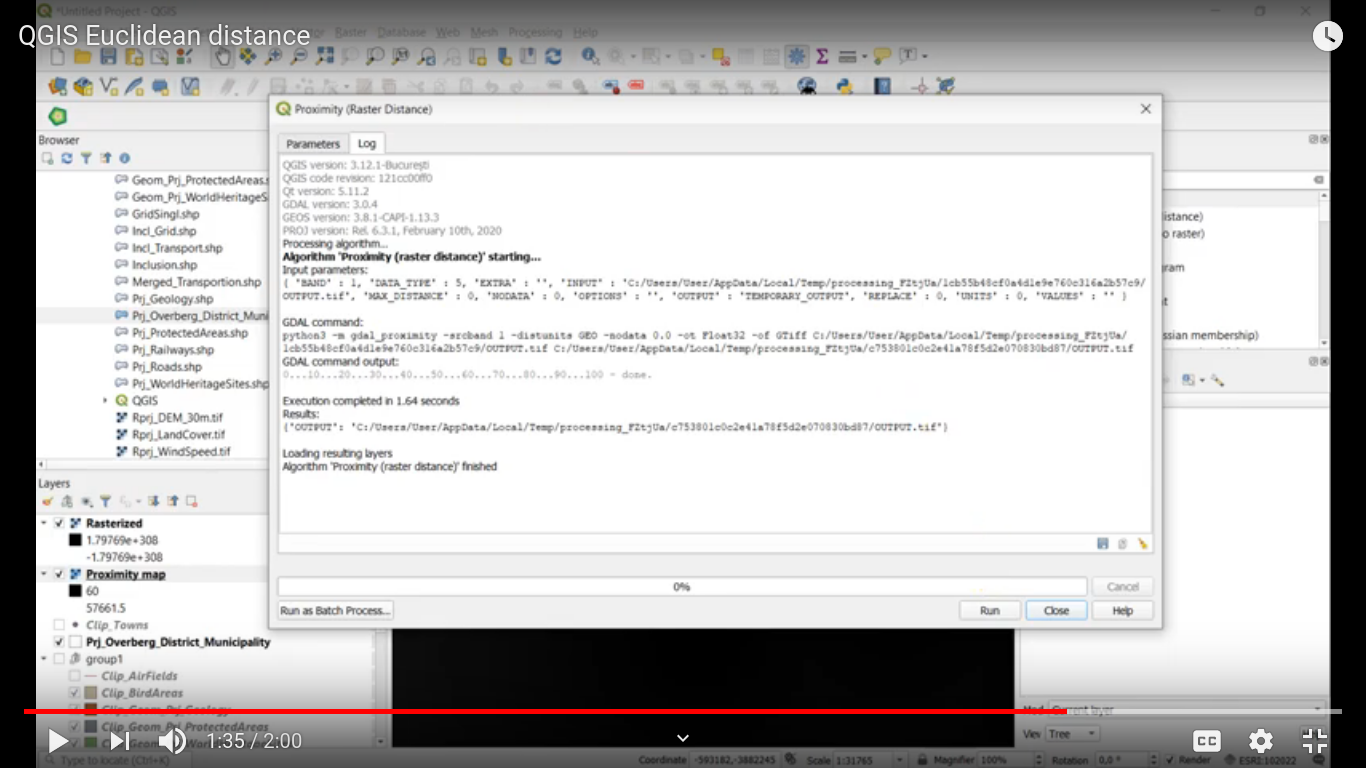 *Untitled Project - QGIS
QGIS Euclidean distance
Raster Database Web Mesh Processing Help
Proximity (Raster Distance)
Parameters Log
Browser
Geom_Prj_ProtectedAreas.s
Geom_Prj_WorldHeritageS
GridSingl.shp
Incl_Grid.shp
Incl_Transport.shp
Inclusion.shp
Merged_Transportion.shp
Prj_Geology.shp
Prj_Overberg_District_Muni
Prj_ProtectedAreas.shp
Prj_Railways.shp
Prj_Roads.shp
Prj_WorldHeritageSites.shp
QGIS
Rprj_DEM_30m.tif
Rprj_LandCover.tif
Rprj_WindSpeed.tif
QGIS version: 3.12.1-București
QGIS code revision: 121cc00ff0
Qt version: 5.11.2
GDAL version: 3.0.4
GEOS version: 3.8.1-CAPI-1.13.3
PROJ version: Rel. 6.3.1, February 10th, 2020
Processing algorithm...
Algorithm 'Proximity (raster distance)' starting...
Input parameters:
{ 'BAND' : 1, 'DATA_TYPE' : 5, 'EXTRA' : '', 'INPUT' : 'C:/Users/User/AppData/Local/Temp/processing_FZtjUa/1cb55b48cf0a4d1e9e760c316a2b57c9/
OUTPUT.tif', 'MAX_DISTANCE' : 0, 'NODATA' : 0, 'OPTIONS' : '', 'OUTPUT' : 'TEMPORARY_OUTPUT', 'REPLACE' : 0, 'UNITS' : 0, 'VALUES' : '' }
GDAL command:
python3 -m gdal_proximity -srcband 1 -distunits GEO -nodata 0.0 -ot Float32 -of GTiff C:/Users/User/AppData/Local/Temp/processing_FZtjUa/
1cb55b48cf0a4d1e9e760c316a2b57c9/OUTPUT.tif C:/Users/User/AppData/Local/Temp/processing_FZtjUa/c753801c0c2e41a78f5d2e070830bd87/OUTPUT.tif
GDAL command output:
0...10...20...30...40...50...60...70...80...90...100 - done.
Execution completed in 1.64 seconds
Results:
{'OUTPUT': 'C:/Users/User/AppData/Local/Temp/processing_FZtjUa/c753801c0c2e41a78f5d2e070830bd87/OUTPUT.tif'}
Loading resulting layers
Algorithm 'Proximity (raster distance)' finished
istance)
o raster)
gram
t
ssian membership)
0%
Cancel
Run as Batch Process...
Run Close Help
Layers
Rasterized
1.79769e+308
-1.79769e+308
Proximity map
60
57661.5
Clip_Towns
Prj_Overberg_District_Municipality
group1
Clip_AirFields
Clip_BirdAreas
Clip_Geom_Prj_Geology
Clip_Geom_Prj_ProtectedAreas
Current layer
View Tree
1:35 / 2:00
CC
Type to locate (Ctrl+K)
Coordinate -593182,-3882245 Scale 1:31765 Magnifier 100% Rotation 0,0 ° Render ESRI:102022